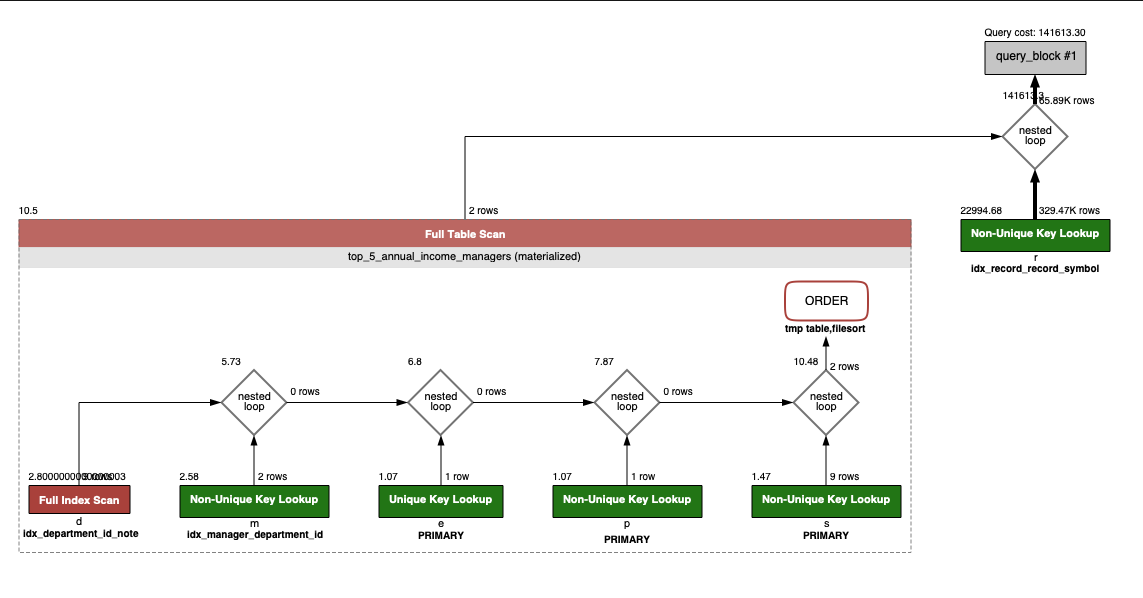 Query cost: 141613.30
query_block #1
65.89K rows
nested
loop
10.5
2 rows
22994.68
329.47K rows
Full Table Scan
Non-Unique Key Lookup
top_5_annual_income_managers (materialized)
r
idx_record_record_symbol
ORDER
tmp table,filesort
5.73
6.8
7.87
10.48
2 rows
nested
loop
0 rows
nested
loop
0 rows
nested
loop
0 rows
nested
loop
2.58
2 rows
1.07
1 row
1.07
1 row
1.47
9 rows
Full Index Scan
Non-Unique Key Lookup
Unique Key Lookup
Non-Unique Key Lookup
Non-Unique Key Lookup
d
m
e
p
s
idx_department_id_note
idx_manager_department_id
PRIMARY
PRIMARY
PRIMARY